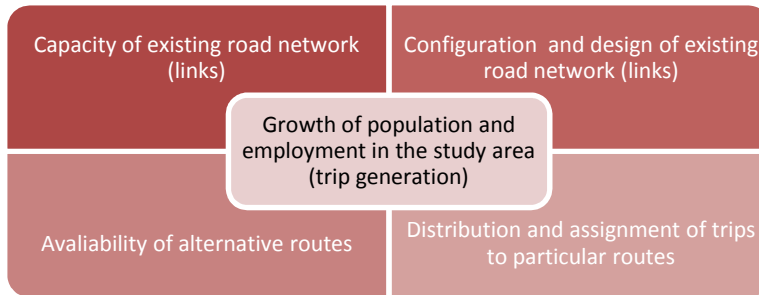 Capacity of existing road network
(links)
Configuration and design of existing
road network (links)
Growth of population and
employment in the study area
(trip generation)
Avaliability of alternative routes
Distribution and assignment of trips
to particular routes